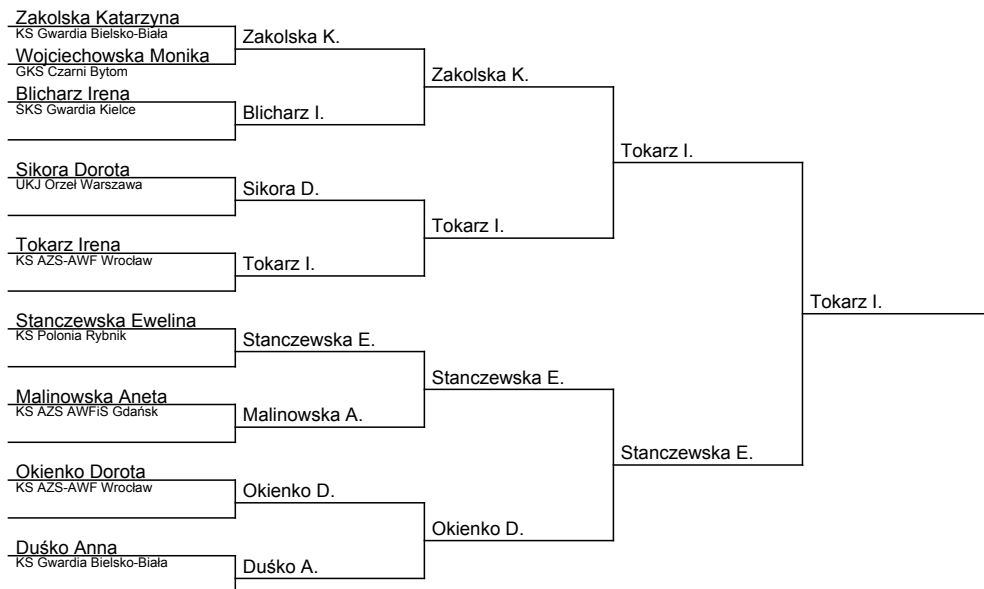 Zakolska Katarzyna
KS Gwardia Bielsko-Biała
Zakolska K.
Wojciechowska Monika
GKS Czarni Bytom
Zakolska K.
Blicharz Irena
ŚKS Gwardia Kielce
Blicharz I.
Tokarz I.
Sikora Dorota
UKJ Orzeł Warszawa
Sikora D.
Tokarz I.
Tokarz Irena
KS AZS-AWF Wrocław
Tokarz I.
Tokarz I.
Stanczewska Ewelina
KS Polonia Rybnik
Stanczewska E.
Stanczewska E.
Malinowska Aneta
KS AZS AWFiS Gdańsk
Malinowska A.
Stanczewska E.
Okienko Dorota
KS AZS-AWF Wrocław
Okienko D.
Okienko D.
Duśko Anna
KS Gwardia Bielsko-Biała
Duśko A.